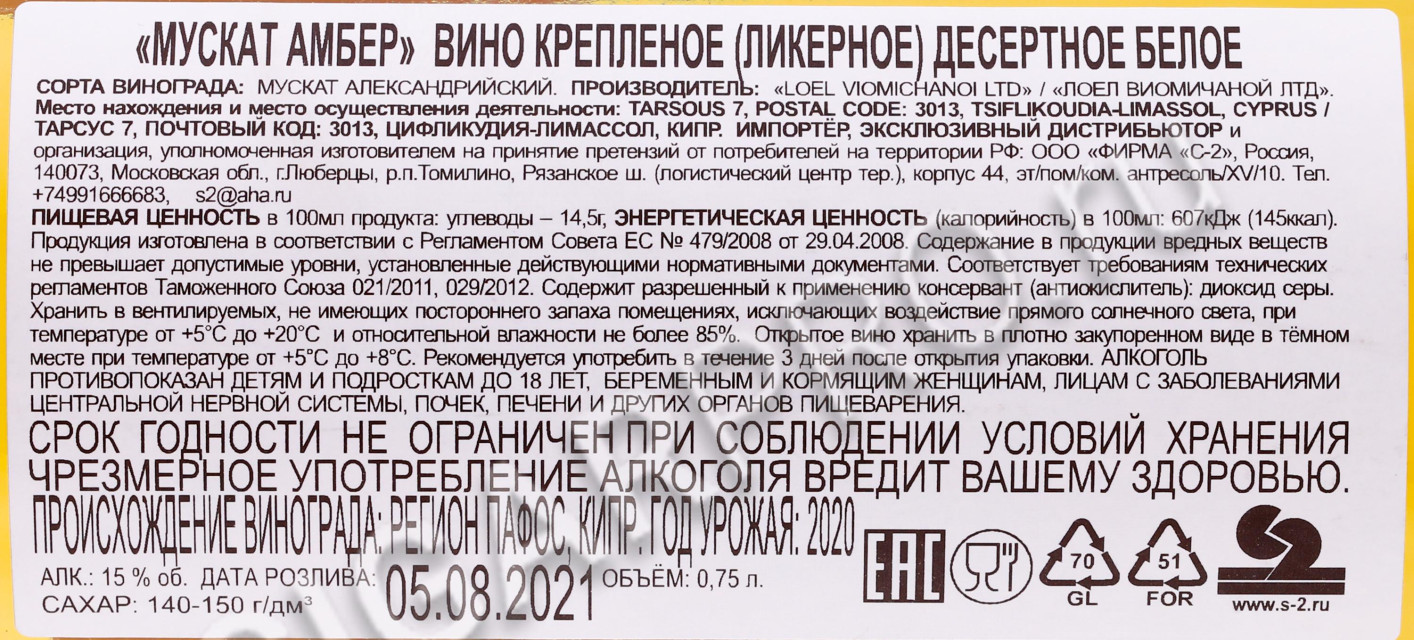 «МУСКАТ АМБЕР» ВИНО КРЕПЛЕНОЕ (ЛИКЕРНОЕ) ДЕСЕРТНОЕ БЕЛОЕ
СОРТА ВИНОГРАДА: МУСКАТ АЛЕКСАНДРИЙСКИЙ. ПРОИЗВОДИТЕЛЬ: «LOEL VIOMICHANOI LTD» / «ЛОЕЛ ВИОМИЧАНОЙ ЛТД».
Место нахождения и место осуществления деятельности: TARSOUS 7, POSTAL CODE: 3013, TSIFLIKOUDIA-LIMASSOL, CYPRUS /
ТАРСУС 7, ПОЧТОВЫЙ КОД: 3013, ЦИФЛИКУДИЯ-ЛИМАССОЛ, КИПР. ИМПОРТЁР, ЭКСКЛЮЗИВНЫЙ ДИСТРИБЬЮТОР и
организация, уполномоченная изготовителем на принятие претензий от потребителей на территории РФ: ООО «ФИРМА «С-2», Россия,
140073, Московская обл., г.Люберцы, р.п.Томилино, Рязанское ш. (логистический центр тер.), корпус 44, эт/пом/ком. антресоль/XV/10. Тел.
+74991666683, s2@aha.ru
ПИЩЕВАЯ ЦЕННОСТЬ в 100мл продукта: углеводы – 14,5г, ЭНЕРГЕТИЧЕСКАЯ ЦЕННОСТЬ (калорийность) в 100мл: 607кДж (145ккал).
Продукция изготовлена в соответствии с Регламентом Совета ЕС № 479/2008 от 29.04.2008. Содержание в продукции вредных веществ
не превышает допустимые уровни, установленные действующими нормативными документами. Соответствует требованиям технических
регламентов Таможенного Союза 021/2011, 029/2012. Содержит разрешенный к применению консервант (антиокислитель): диоксид серы.
Хранить в вентилируемых, не имеющих постороннего запаха помещениях, исключающих воздействие прямого солнечного света, при
температуре от +5°С до +20°С и относительной влажности не более 85%. Открытое вино хранить в плотно закупоренном виде в тёмном
месте при температуре от +5°С до +8°С. Рекомендуется употребить в течение 3 дней после открытия упаковки. АЛКОГОЛЬ
ПРОТИВОПОКАЗАН ДЕТЯМ И ПОДРОСТКАМ ДО 18 ЛЕТ, БЕРЕМЕННЫМ И КОРМЯЩИМ ЖЕНЩИНАМ, ЛИЦАМ С ЗАБОЛЕВАНИЯМИ
ЦЕНТРАЛЬНОЙ НЕРВНОЙ СИСТЕМЫ, ПОЧЕК, ПЕЧЕНИ И ДРУГИХ ОРГАНОВ ПИЩЕВАРЕНИЯ.
СРОК ГОДНОСТИ НЕ ОГРАНИЧЕН ПРИ СОБЛЮДЕНИИ УСЛОВИЙ ХРАНЕНИЯ
ЧРЕЗМЕРНОЕ УПОТРЕБЛЕНИЕ АЛКОГОЛЯ ВРЕДИТ ВАШЕМУ ЗДОРОВЬЮ.
ПРОИСХОЖДЕНИЕ ВИНОГРАДА: РЕГИОН ПАФОС, КИПР. ГОД УРОЖАЯ: 2020
АЛК.: 15 % об. ДАТА РОЗЛИВА: 05.08.2021 ОБЪЁМ: 0,75 л.
САХАР: 140-150 г/дм³
EAC
70
GL
51
FOR
www.s-2.ru
CIGARPRO.ru